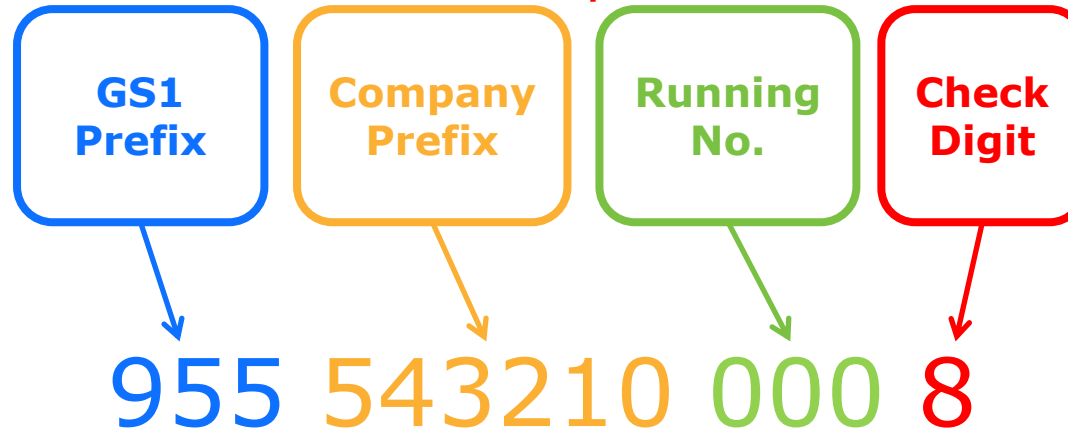 GS1
Prefix
Company
Prefix
Running
No.
Check
Digit
955 543210 000 8